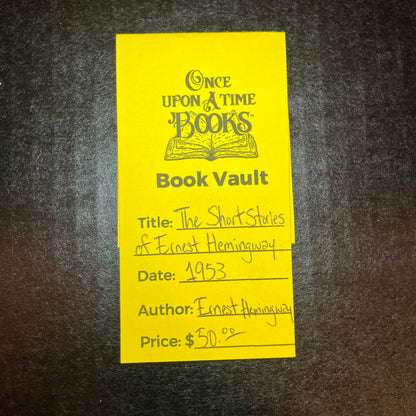 ONCE
UPON A TIME
BOOKS™
Book Vault
Title: The Short Stories
of Ernest Hemingway
Date: 1953
Author: Ernest Hemingway
Price: $50.00